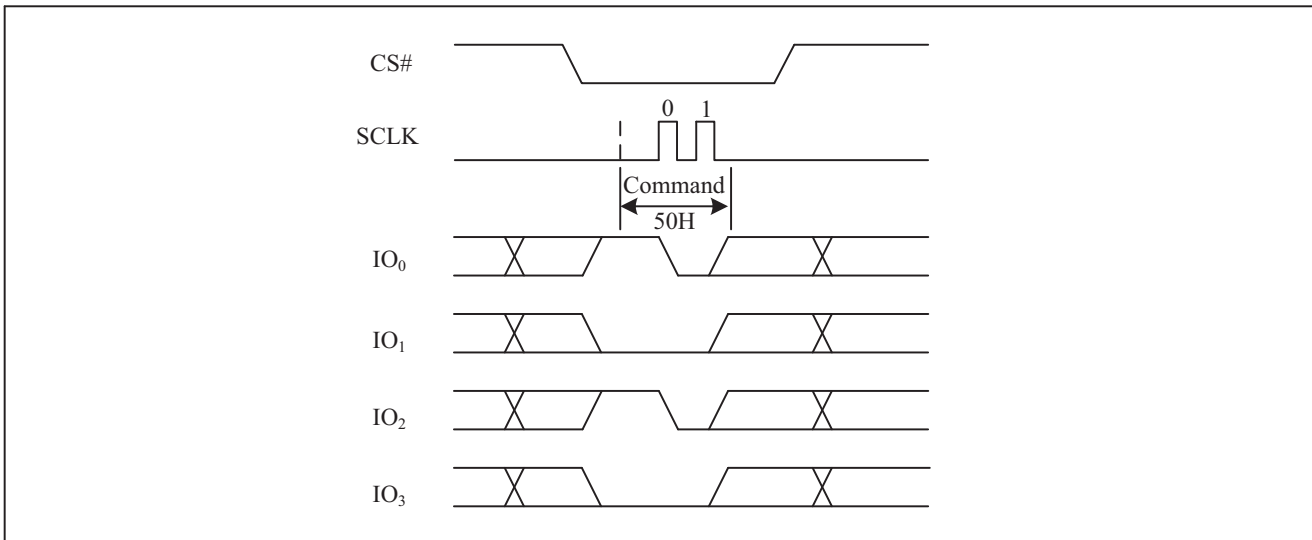 CS#
0 1
SCLK
Command
50H
IO₀
IO₁
IO₂
IO₃